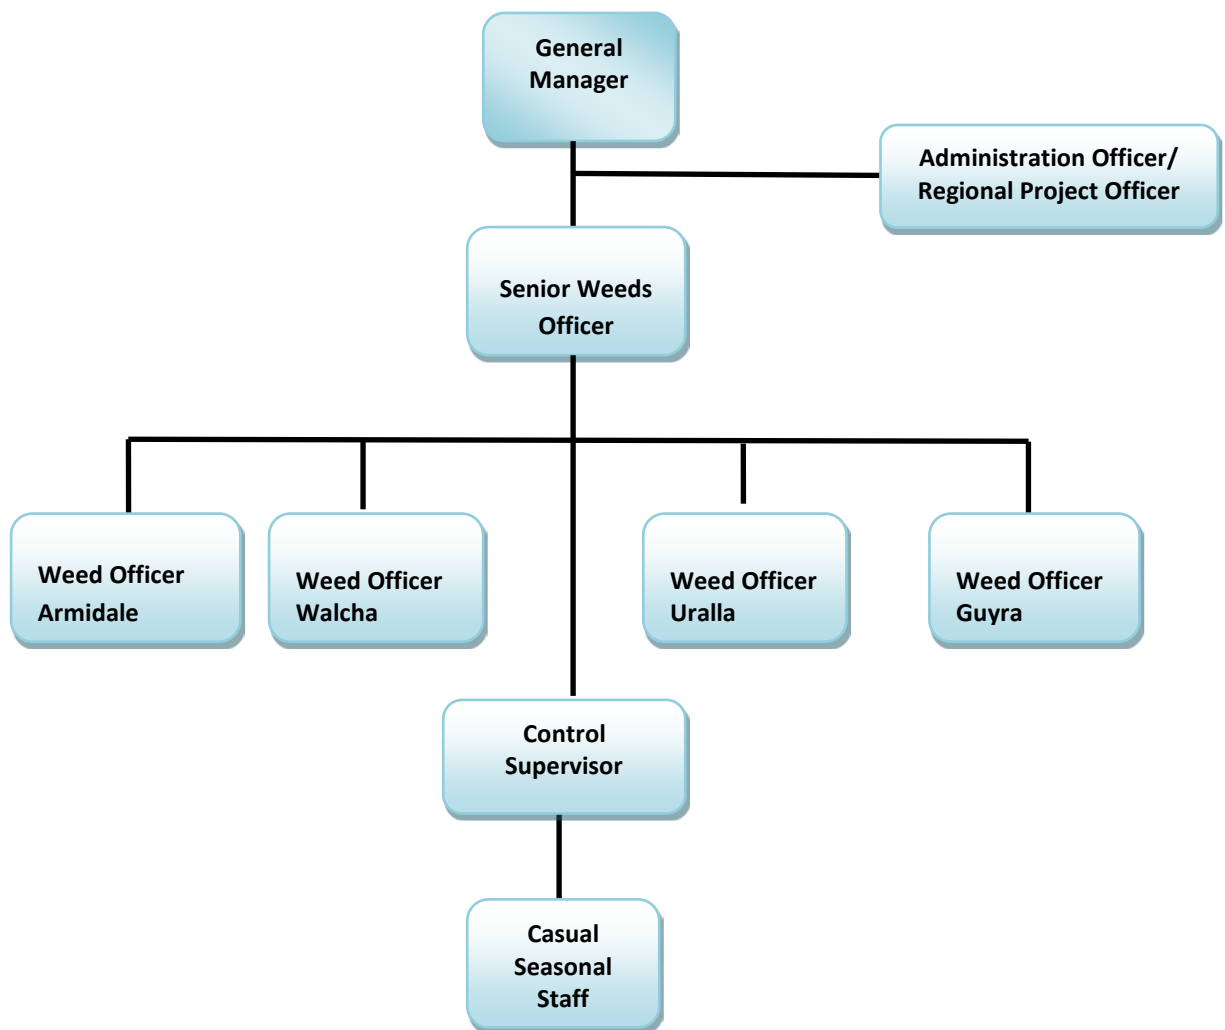 General
Manager
Administration Officer/
Regional Project Officer
Senior Weeds
Officer
Weed Officer
Armidale
Weed Officer
Walcha
Weed Officer
Uralla
Weed Officer
Guyra
Control
Supervisor
Casual
Seasonal
Staff